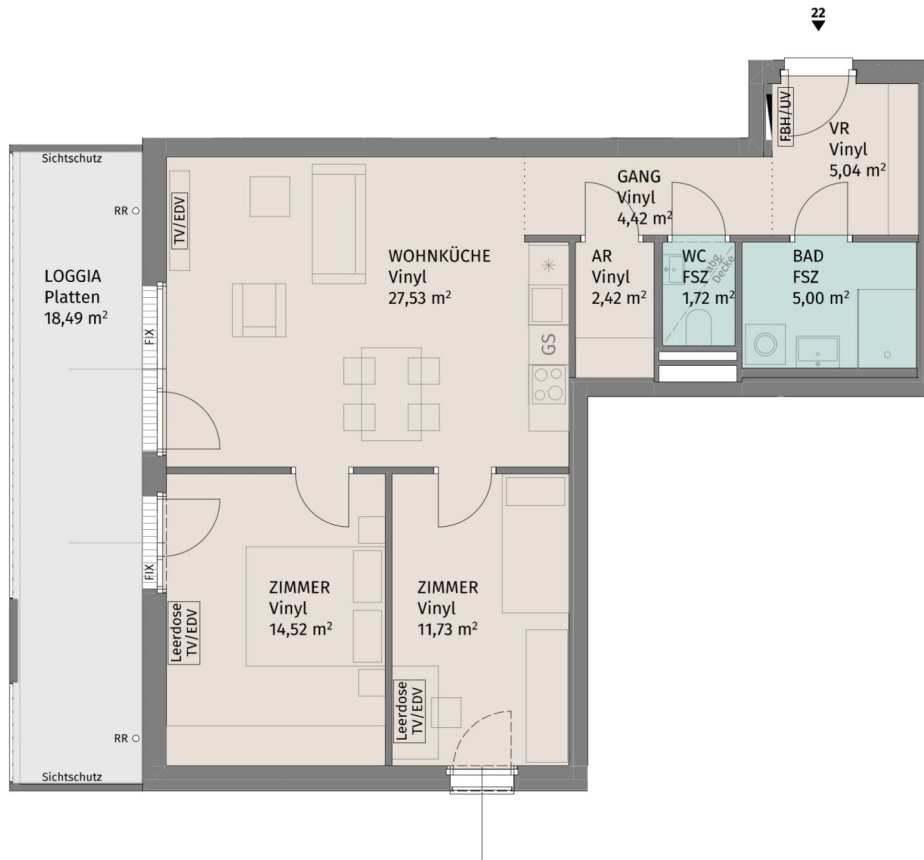 22
FBH/UV
VR
Vinyl
5,04 m²
Sichtschutz
RR
GANG
Vinyl
4,42 m²
TV/EDV
LOGGIA
Platten
18,49 m²
WOHNKÜCHE
Vinyl
27,53 m²
AR
Vinyl
2,42 m²
WC
FSZ
1,72 m²
abg.
Decke
BAD
FSZ
5,00 m²
FIX
GS
FIX
ZIMMER
Vinyl
14,52 m²
ZIMMER
Vinyl
11,73 m²
Leerdose
TV/EDV
Leerdose
TV/EDV
RR
Sichtschutz